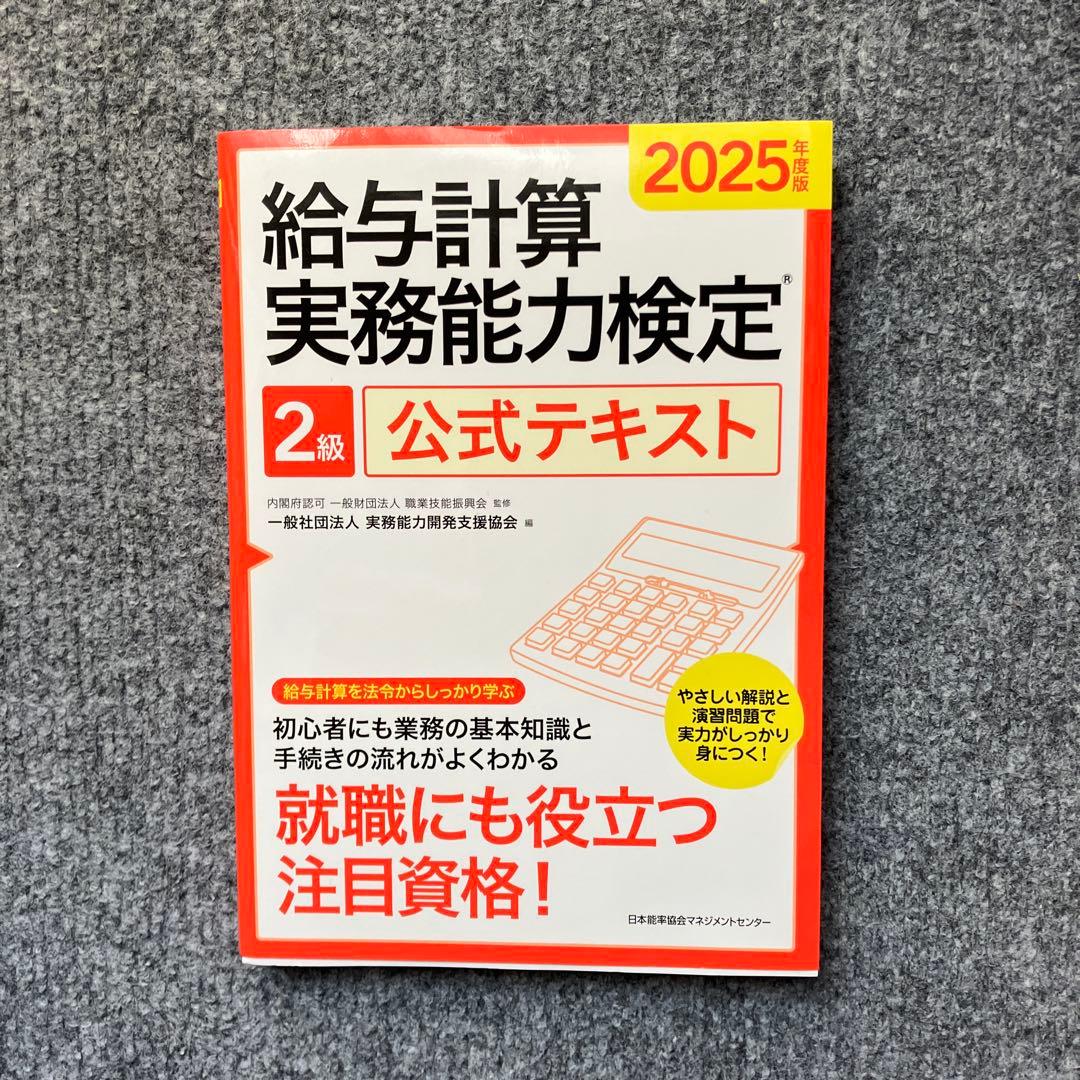 2025年度版
給与計算
実務能力検定®
2級 公式テキスト
内閣府認可 一般財団法人 職業技能振興会 監修
一般社団法人 実務能力開発支援協会 編
給与計算を法令からしっかり学ぶ
初心者にも業務の基本知識と
手続きの流れがよくわかる
やさしい解説と
演習問題で
実力がしっかり
身につく!
就職にも役立つ
注目資格!
日本能率協会マネジメントセンター